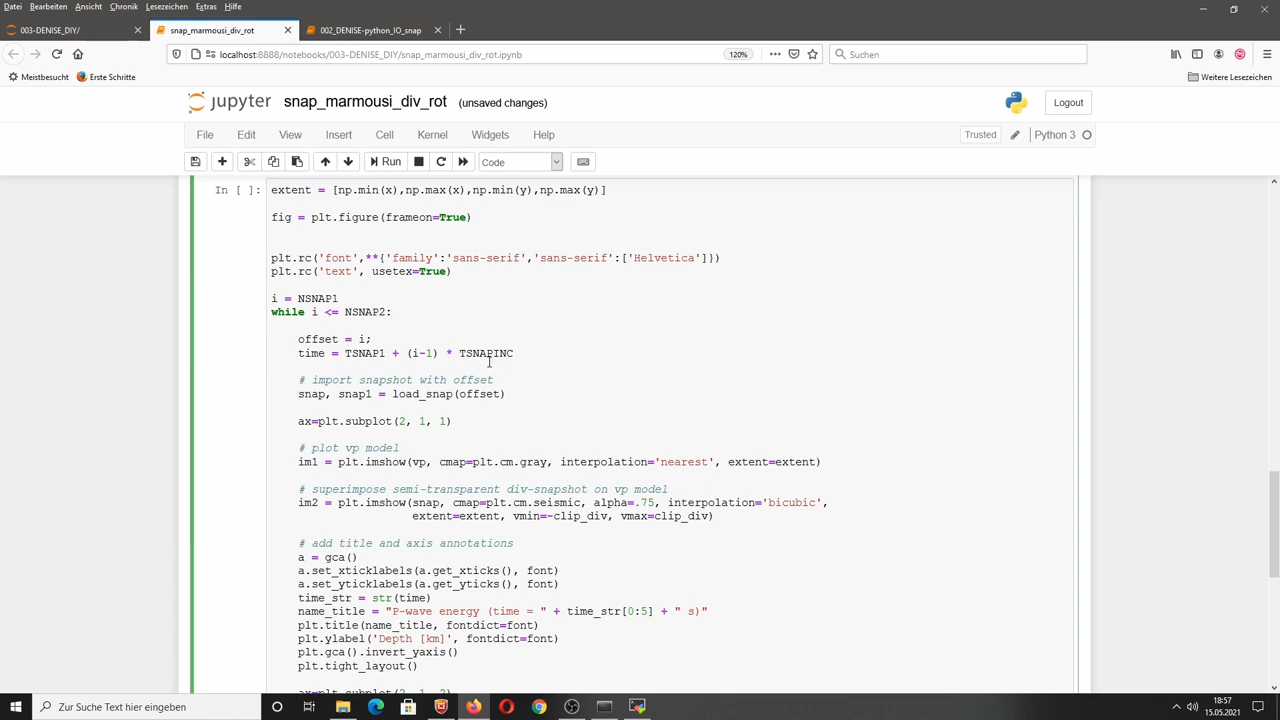 Datei Bearbeiten Ansicht Chronik Lesezeichen Extras Hilfe
003-DENISE_DIY/ snap_marmousi_div_rot 002_DENISE-python_IO_snap
localhost:8888/notebooks/003-DENISE_DIY/snap_marmousi_div_rot.ipynb 120% Suchen
Meistbesucht Erste Schritte Weitere Lesezeichen
jupyter snap_marmousi_div_rot (unsaved changes) Logout
File Edit View Insert Cell Kernel Widgets Help Trusted Python 3
Run Code
In [ ]: extent = [np.min(x),np.max(x),np.min(y),np.max(y)]
fig = plt.figure(frameon=True)
plt.rc('font',**{'family':'sans-serif','sans-serif':['Helvetica']})
plt.rc('text', usetex=True)
i = NSNAP1
while i <= NSNAP2:
offset = i;
time = TSNAP1 + (i-1) * TSNAPINC
# import snapshot with offset
snap, snap1 = load_snap(offset)
ax=plt.subplot(2, 1, 1)
# plot vp model
im1 = plt.imshow(vp, cmap=plt.cm.gray, interpolation='nearest', extent=extent)
# superimpose semi-transparent div-snapshot on vp model
im2 = plt.imshow(snap, cmap=plt.cm.seismic, alpha=.75, interpolation='bicubic',
extent=extent, vmin=-clip_div, vmax=clip_div)
# add title and axis annotations
a = gca()
a.set_xticklabels(a.get_xticks(), font)
a.set_yticklabels(a.get_yticks(), font)
time_str = str(time)
name_title = "P-wave energy (time = " + time_str[0:5] + " s)"
plt.title(name_title, fontdict=font)
plt.ylabel('Depth [km]', fontdict=font)
plt.gca().invert_yaxis()
plt.tight_layout()
ax=plt.subplot(2, 1, 2)
Zur Suche Text hier eingeben
18:57
15.05.2021